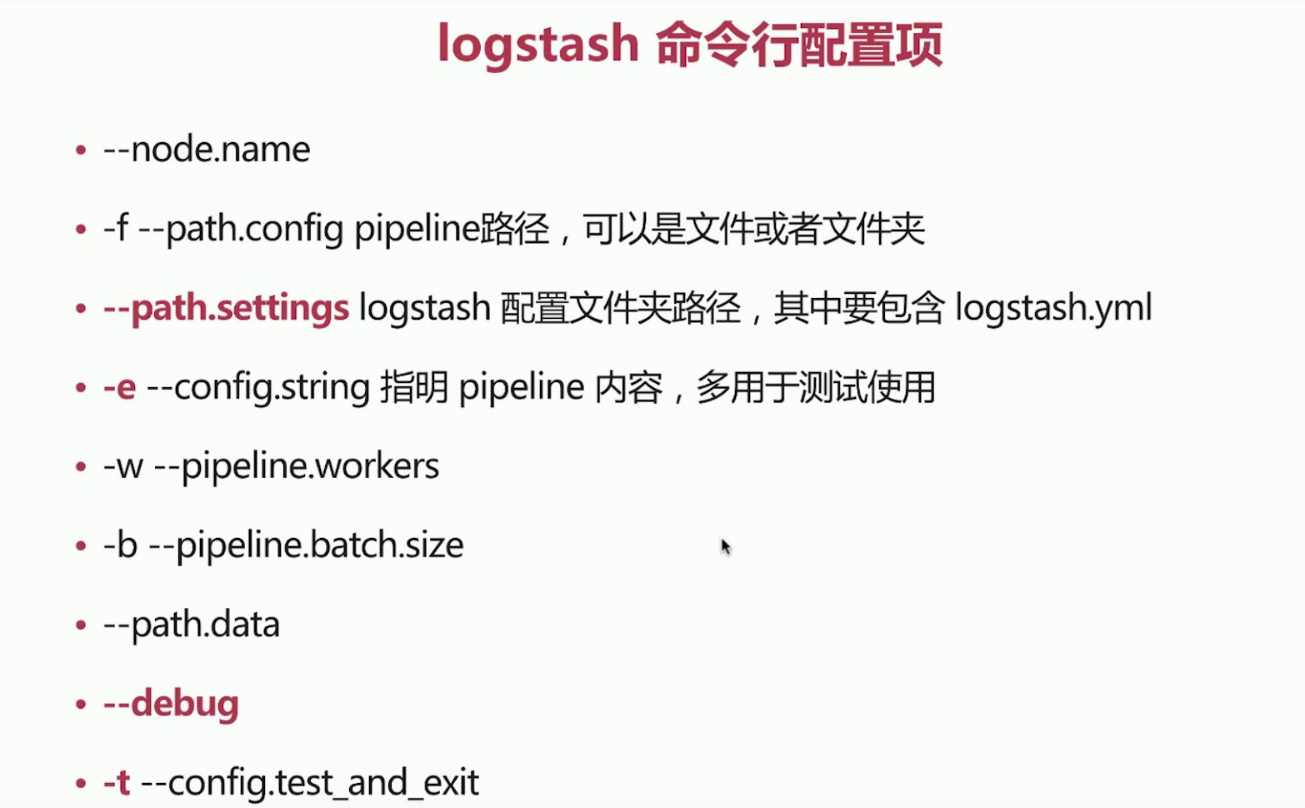 logstash 命令行配置项
• --node.name
• -f --path.config pipeline路径，可以是文件或者文件夹
• --path.settings logstash 配置文件夹路径，其中要包含 logstash.yml
• -e --config.string 指明 pipeline 内容，多用于测试使用
• -w --pipeline.workers
• -b --pipeline.batch.size
• --path.data
• --debug
• -t --config.test_and_exit